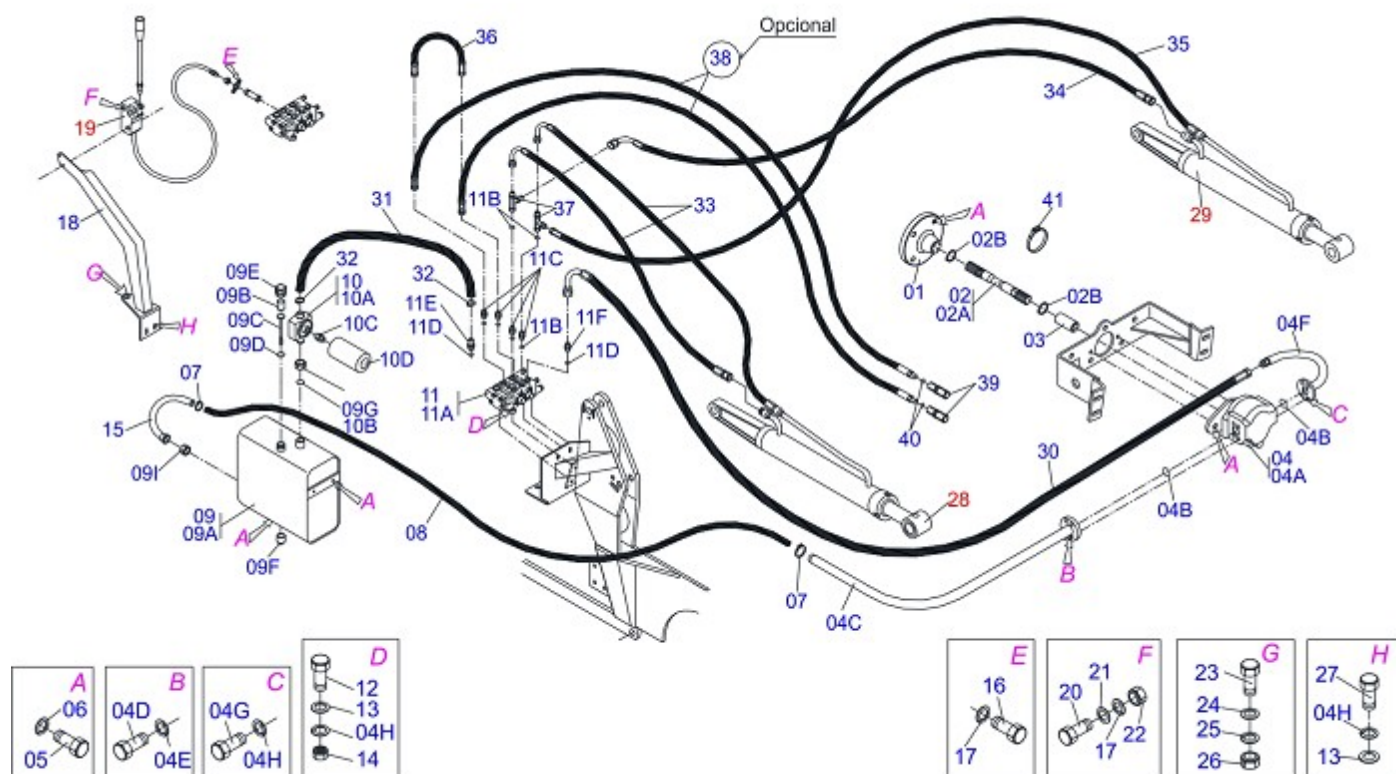 Opcional
36
38
35
34
E
F
19
18
31
11B
37
33
29
A
41
02B
01
02
02A
02B
03
04F
G
H
09E
32
09B
10
10A
09C
10C
09D
10D
32
11C
11E
11D
11B
11F
11D
07
15
09G
10B
11
11A
D
39
40
C
04B
A
04
04A
09I
09
09A
A
A
09F
08
28
30
04B
B
07
04C
A
06
05
B
04D
04E
C
04G
04H
D
12
13
04H
14
E
16
17
F
21
20
17
22
G
23
24
25
26
H
27
04H
13